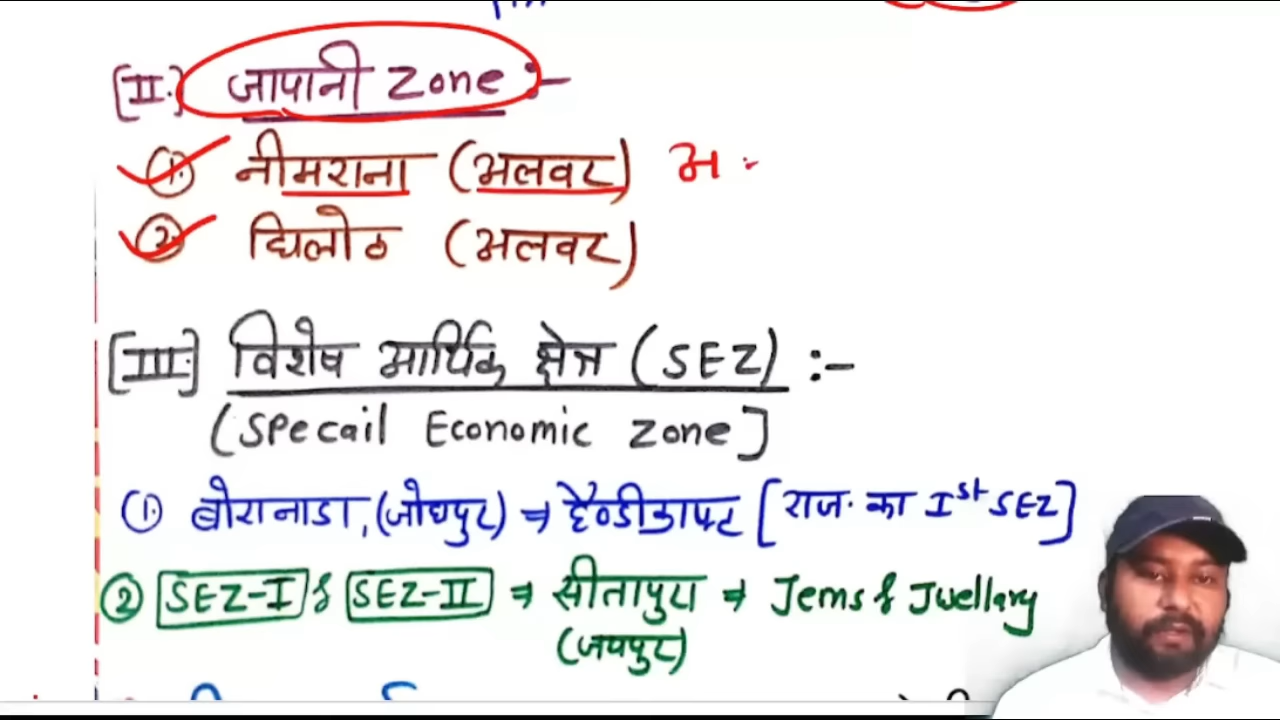 [II.] जापानी Zone :-
① नीमराना (अलवर) अ
② घिलोठ (अलवर)
[III.] विशेष आर्थिक क्षेत्र (SEZ) :-
(Specail Economic Zone]
① बोरानाडा, (जोधपुर) ⇒ हैण्डीक्राफ्ट [राज. का Ist SEZ]
② SEZ-I & SEZ-II ⇒ सीतापुरा ⇒ Jems & Jwellary
(जयपुर)